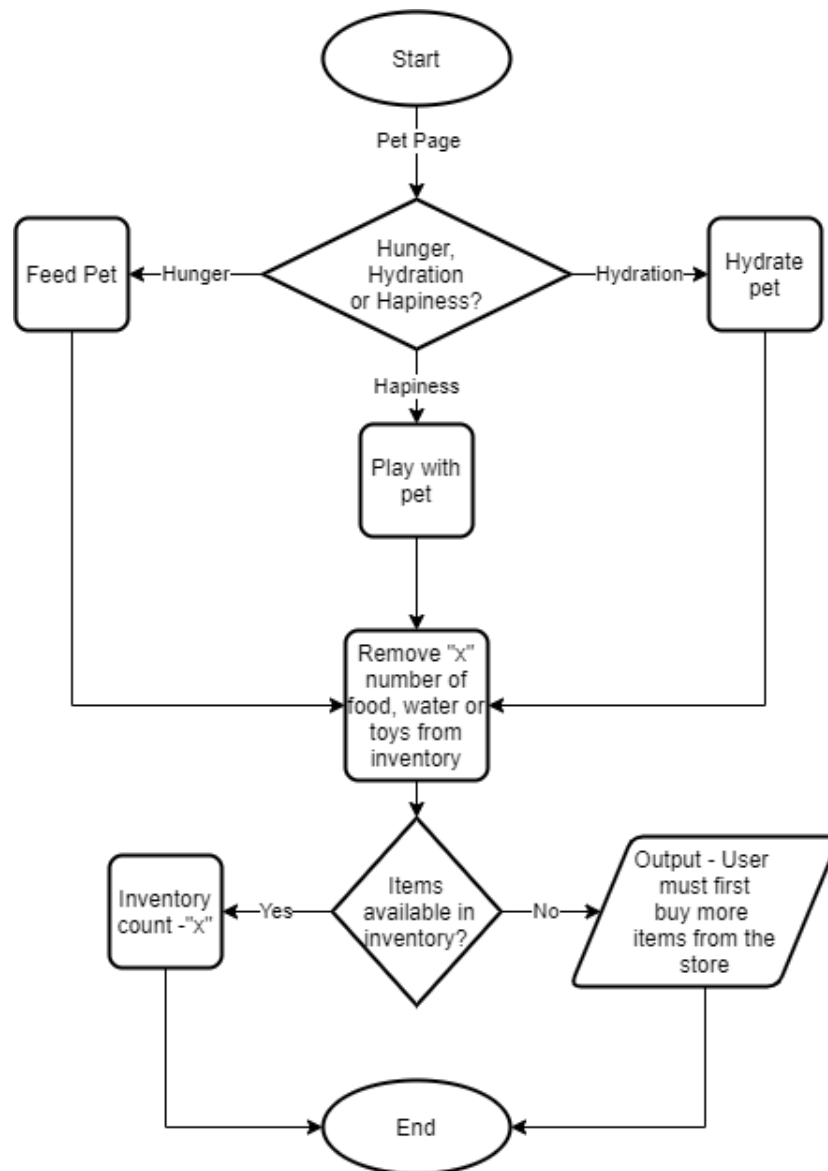 Start
Pet Page
Hunger,
Hydration
or Hapiness?
Feed Pet
Hunger
Hydration
Hydrate
pet
Hapiness
Play with
pet
Remove "x"
number of
food, water or
toys from
inventory
Items
available in
inventory?
Yes
Inventory
count -"x"
No
Output - User
must first
buy more
items from the
store
End